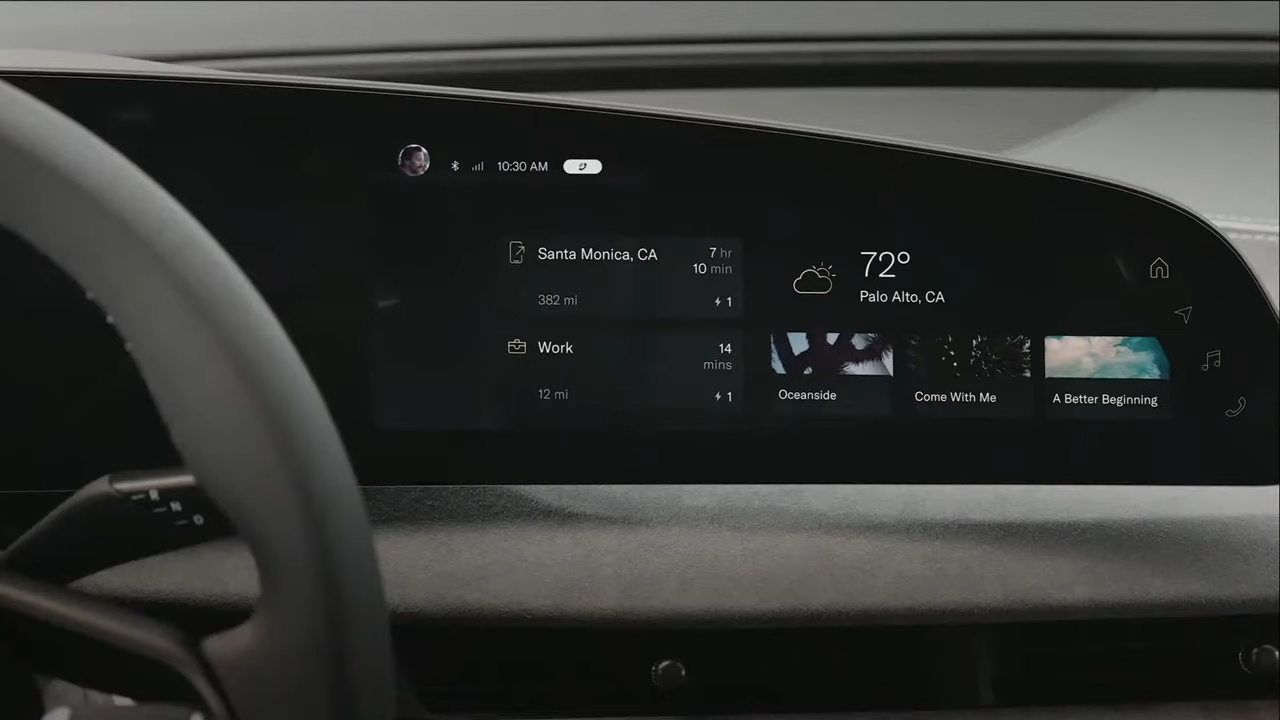 10:30 AM
Santa Monica, CA
7 hr
10 min
382 mi
1
Work
14
mins
12 mi
1
72°
Palo Alto, CA
Oceanside
Come With Me
A Better Beginning
R
N
D